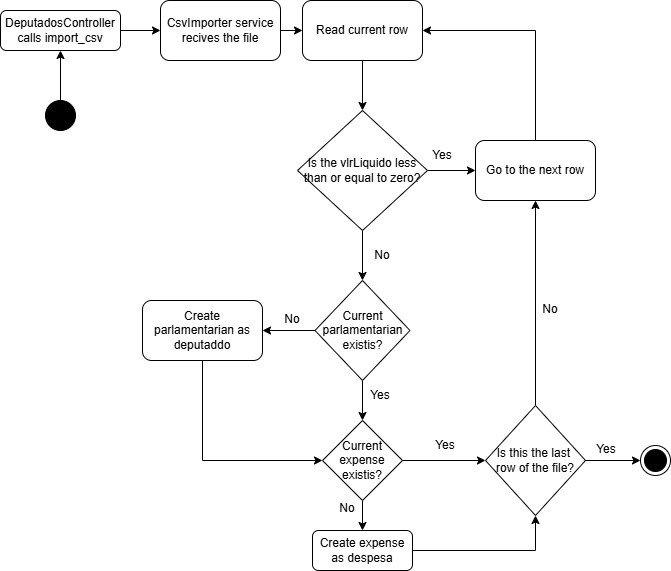 DeputadosController
calls import_csv
CsvImporter service
recives the file
Read current row
Is the vlrLiquido less
than or equal to zero?
Yes
Go to the next row
No
Create
parlamentarian as
deputaddo
No
Current
parlamentarian
existis?
No
Yes
Current
expense
existis?
Yes
Is this the last
row of the file?
Yes
No
Create expense
as despesa